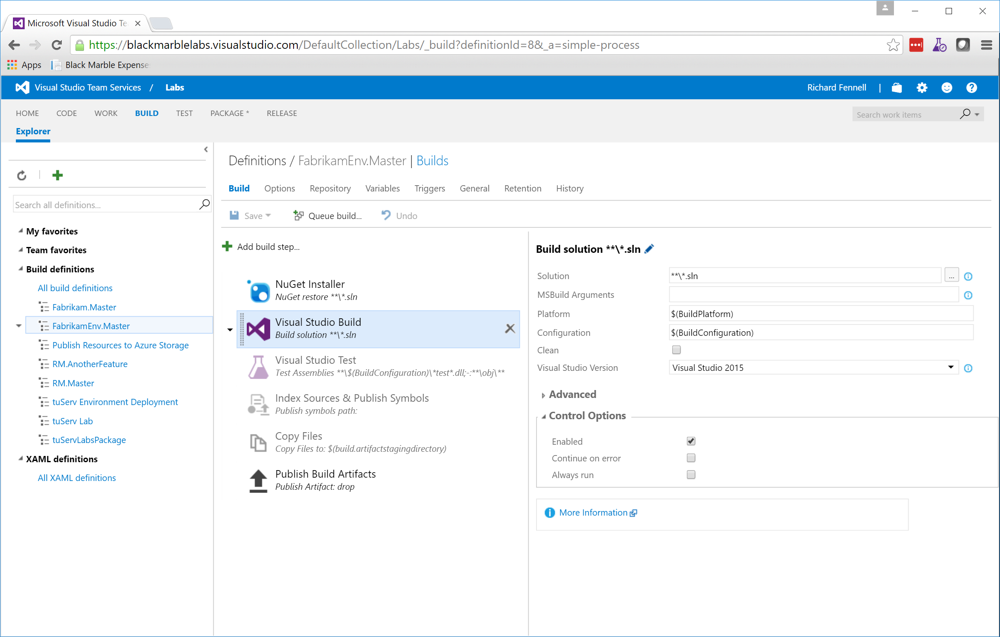 Microsoft Visual Studio Te
https://blackmarblelabs.visualstudio.com/DefaultCollection/Labs/_build?definitionId=8&_a=simple-process
Apps Black Marble Expense
Visual Studio Team Services / Labs Richard Fennell |
HOME CODE WORK BUILD TEST PACKAGE * RELEASE Search work items
Explorer
Definitions / FabrikamEnv.Master | Builds
Build Options Repository Variables Triggers General Retention History
Save Queue build... Undo
Search all definitions...
My favorites
Team favorites
Build definitions
All build definitions
Fabrikam.Master
FabrikamEnv.Master
Publish Resources to Azure Storage
RM.AnotherFeature
RM.Master
tuServ Environment Deployment
tuServ Lab
tuServLabsPackage
XAML definitions
All XAML definitions
Add build step...
NuGet Installer
NuGet restore **\*.sln
Visual Studio Build
Build solution **\*.sln
Visual Studio Test
Test Assemblies **\$(BuildConfiguration)\*test*.dll;-:**\obj\**
Index Sources & Publish Symbols
Publish symbols path:
Copy Files
Copy Files to: $(build.artifactstagingdirectory)
Publish Build Artifacts
Publish Artifact: drop
Build solution **\*.sln
Solution **\*.sln ...
MSBuild Arguments
Platform $(BuildPlatform)
Configuration $(BuildConfiguration)
Clean
Visual Studio Version Visual Studio 2015
Advanced
Control Options
Enabled
Continue on error
Always run
More Information